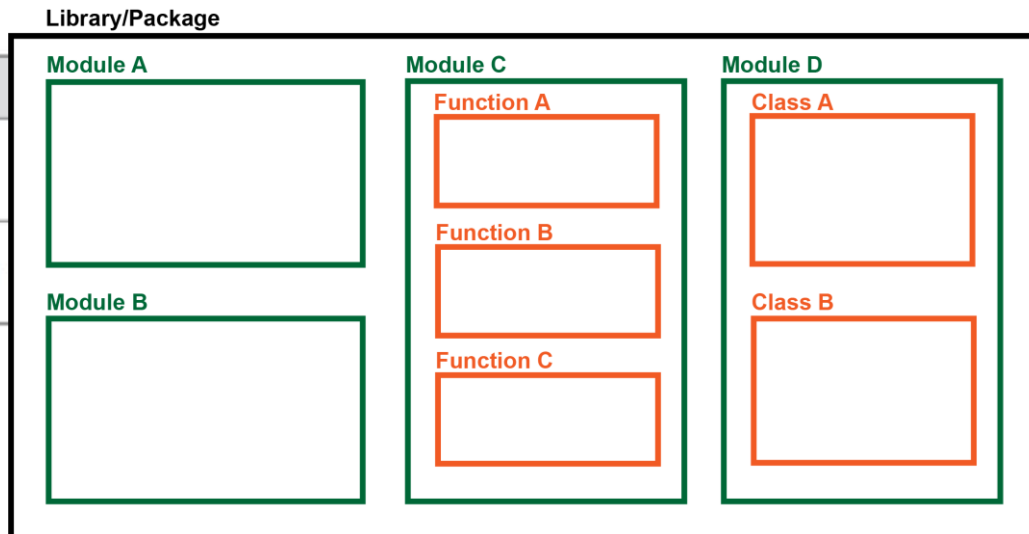 Library/Package
Module A
Module B
Module C
Function A
Function B
Function C
Module D
Class A
Class B